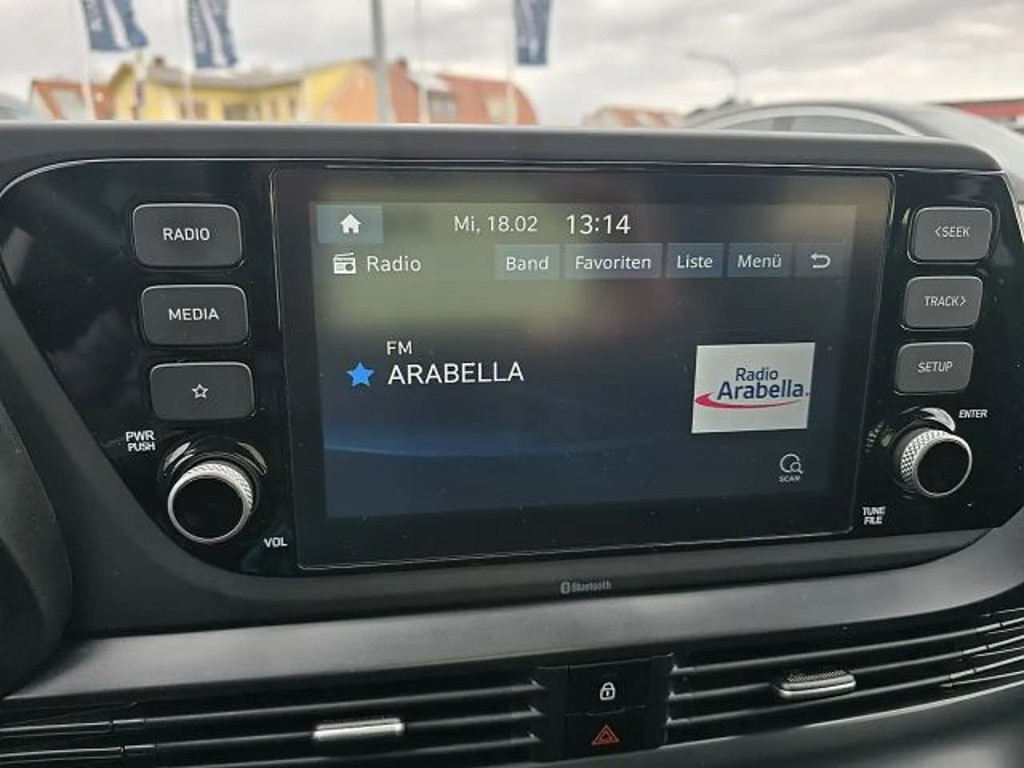 RADIO
MEDIA
PWR
PUSH
VOL
Mi, 18.02 13:14
Radio
Band Favoriten Liste Menü
FM
ARABELLA
Radio
Arabella
SCAN
<SEEK
TRACK>
SETUP
ENTER
TUNE
FILE
Bluetooth